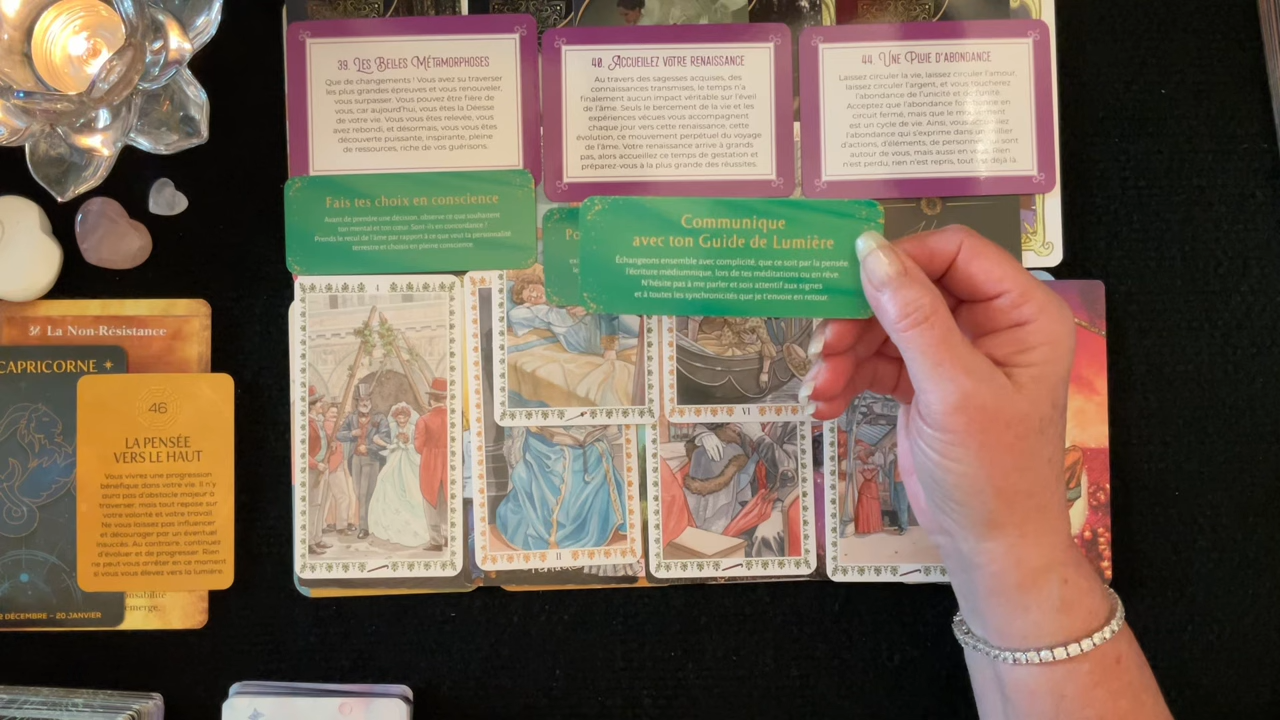 39. Les Belles Métamorphoses
Que de changements ! Vous avez su traverser
les plus grandes épreuves et vous renouveler,
vous surpasser. Vous pouvez être fière de
vous, car aujourd'hui, vous êtes la Déesse
de votre vie. Vous vous êtes relevée, vous
avez rebondi, et désormais, vous vous êtes
découverte puissante, inspirante, pleine
de ressources, riche de vos guérisons.
40. Accueillez votre renaissance
Au travers des sagesses acquises, des
connaissances transmises, le temps n'a
finalement aucun impact véritable sur l'éveil
de l'âme. Seuls le bercement de la vie et les
expériences vécues vous accompagnent
chaque jour vers cette renaissance, cette
évolution, ce mouvement perpétuel du voyage
de l'âme. Votre renaissance arrive à grands
pas, alors accueillez ce temps de gestation et
préparez-vous à la plus grande des réussites.
44. Une Pluie d'abondance
Laissez circuler la vie, laissez circuler l'amour,
laissez circuler l'argent, et vous toucherez
l'abondance de l'unicité et de l'unité.
Acceptez que l'abondance fonctionne en
circuit fermé, mais que le mouvement
est un cycle de vie. Ainsi, vous accueillez
l'abondance qui s'exprime dans un millier
d'actions, d'éléments, de personnes qui sont
autour de vous, mais aussi en vous. Rien
n'est perdu, rien n'est repris, tout est déjà là.
Fais tes choix en conscience
Avant de prendre une décision, observe ce que souhaitent
ton mental et ton cœur. Sont-ils en concordance ?
Prends le recul de l'âme par rapport à ce que veut ta personnalité
terrestre et choisis en pleine conscience.
Communique
avec ton Guide de Lumière
Échangeons ensemble avec complicité, que ce soit par la pensée,
l'écriture médiumnique, lors de tes méditations ou en rêve.
N'hésite pas à me parler et sois attentif aux signes
et à toutes les synchronicités que je t'envoie en retour.
La Non-Résistance
CAPRICORNE
46
LA PENSÉE
VERS LE HAUT
Vous vivrez une progression
bénéfique dans votre vie. Il n'y
aura pas d'obstacle majeur à
traverser, mais tout repose sur
votre volonté et votre travail.
Ne vous laissez pas influencer
et décourager par un éventuel
insuccès. Au contraire, continuez
d'évoluer et de progresser. Rien
ne peut vous arrêter en ce moment
si vous vous élevez vers la lumière.
DÉCEMBRE – 20 JANVIER
émerge.
VI
II